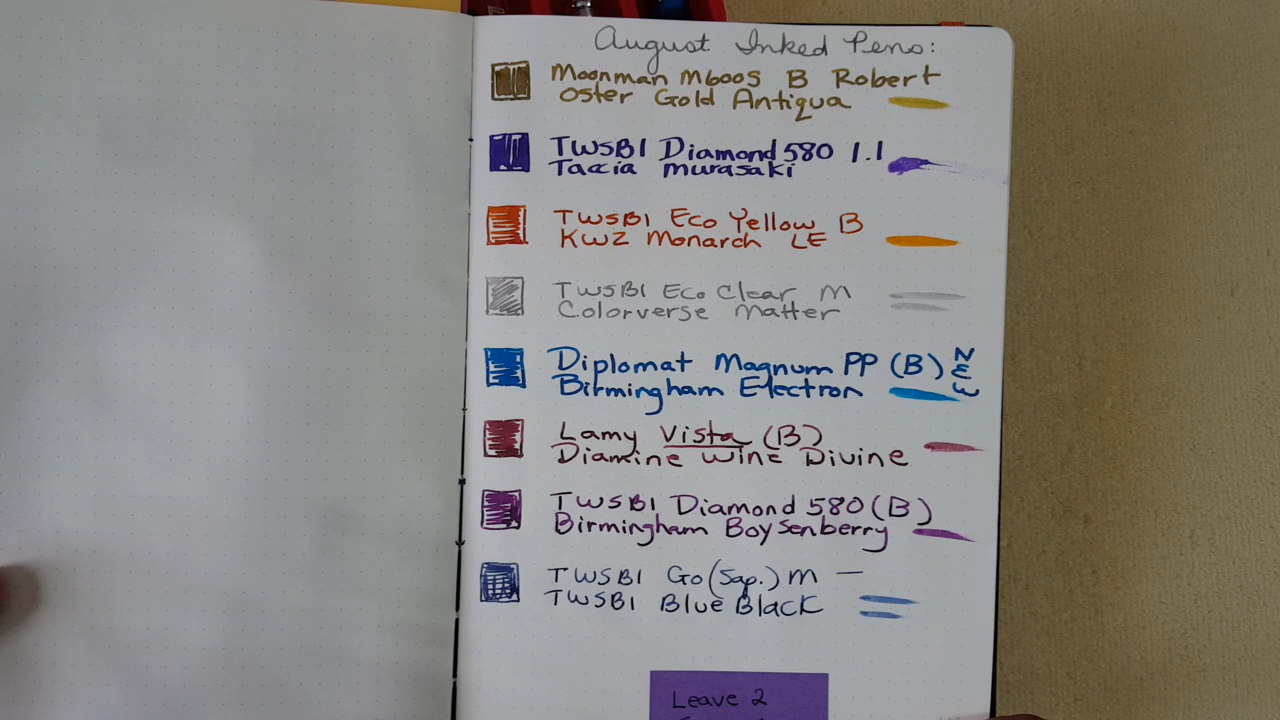 August Inked Pens:
Moonman M600S B Robert
Oster Gold Antiqua
TWSBI Diamond 580 1.1
Taccia Murasaki
TWSBI Eco Yellow B
KWZ Monarch LE
TWSBI Eco Clear M
Colorverse Matter
Diplomat Magnum PP (B) NEW
Birmingham Electron
Lamy Vista (B)
Diamine Wine Divine
TWSBI Diamond 580 (B)
Birmingham Boysenberry
TWSBI Go (Sap.) M –
TWSBI Blue Black
Leave 2